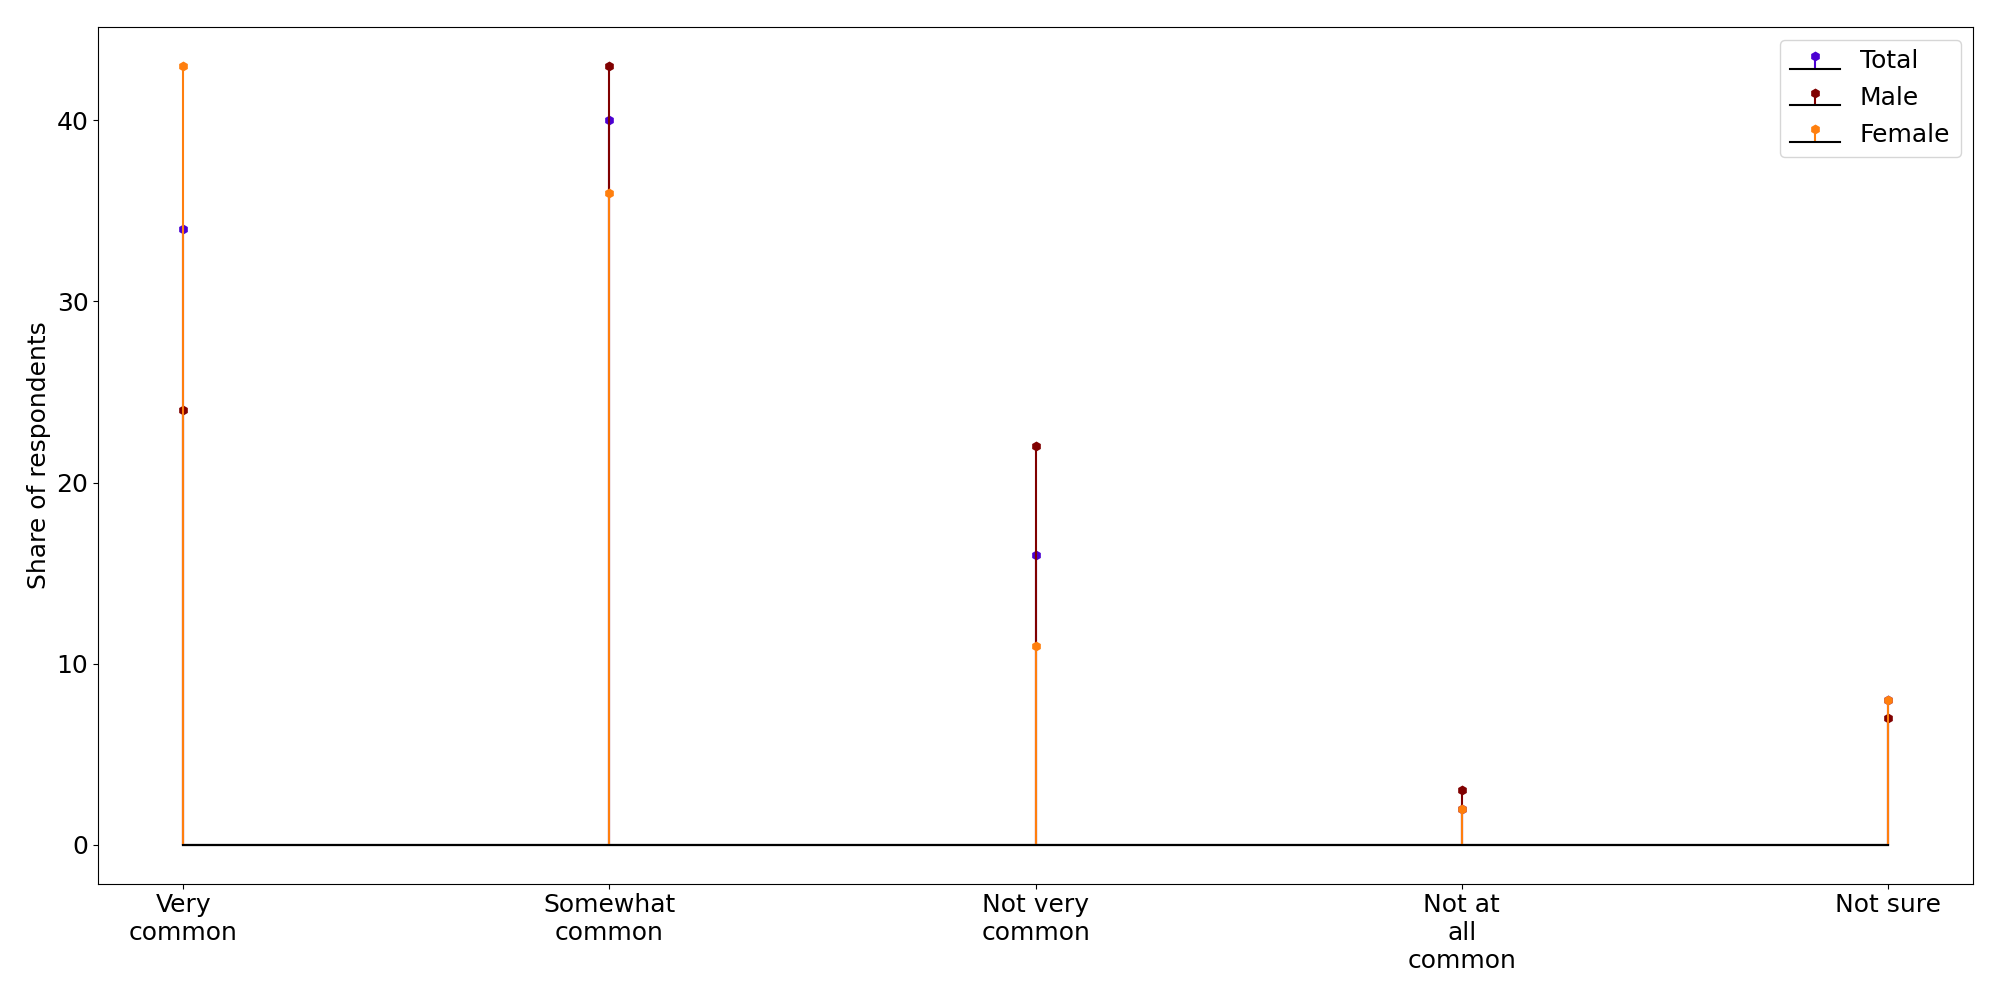 Total
Male
Female
Share of respondents
40
30
20
10
0
Very
common
Somewhat
common
Not very
common
Not at
all
common
Not sure